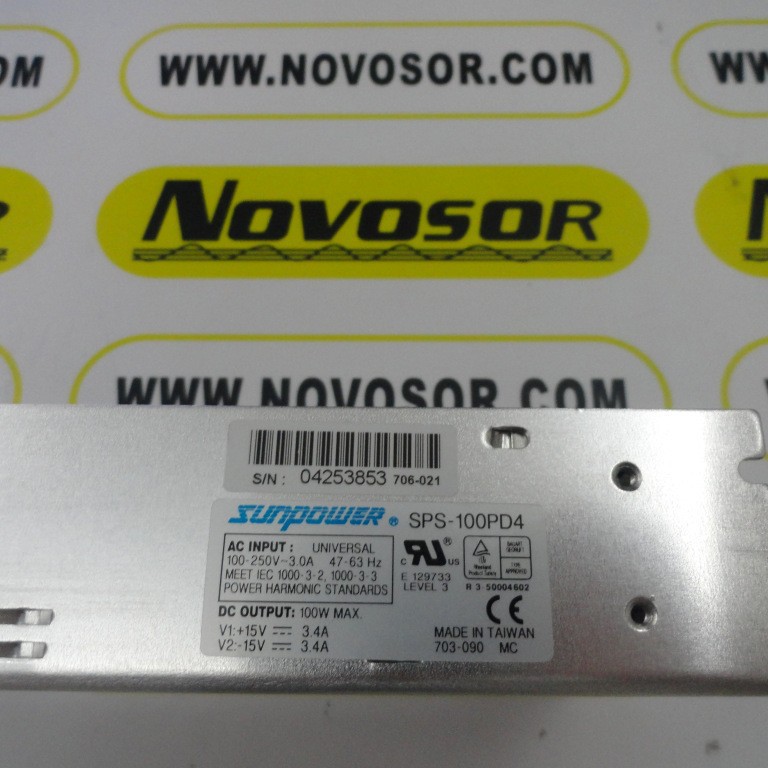 OM
WWW.NOVOSOR.COM
WW
NOVOSOR
WWW.NOVOSOR.COM
S/N : 04253853 706-021
SUNPOWER ® SPS-100PD4
AC INPUT : UNIVERSAL
100-250V~3.0A 47-63 Hz
MEET IEC 1000-3-2, 1000-3-3
POWER HARMONIC STANDARDS
c RU ® US
E 129733
LEVEL 3
R 3-50004602
DC OUTPUT: 100W MAX.
V1:+15V 3.4A
V2:-15V 3.4A
CE
MADE IN TAIWAN
703-090 MC